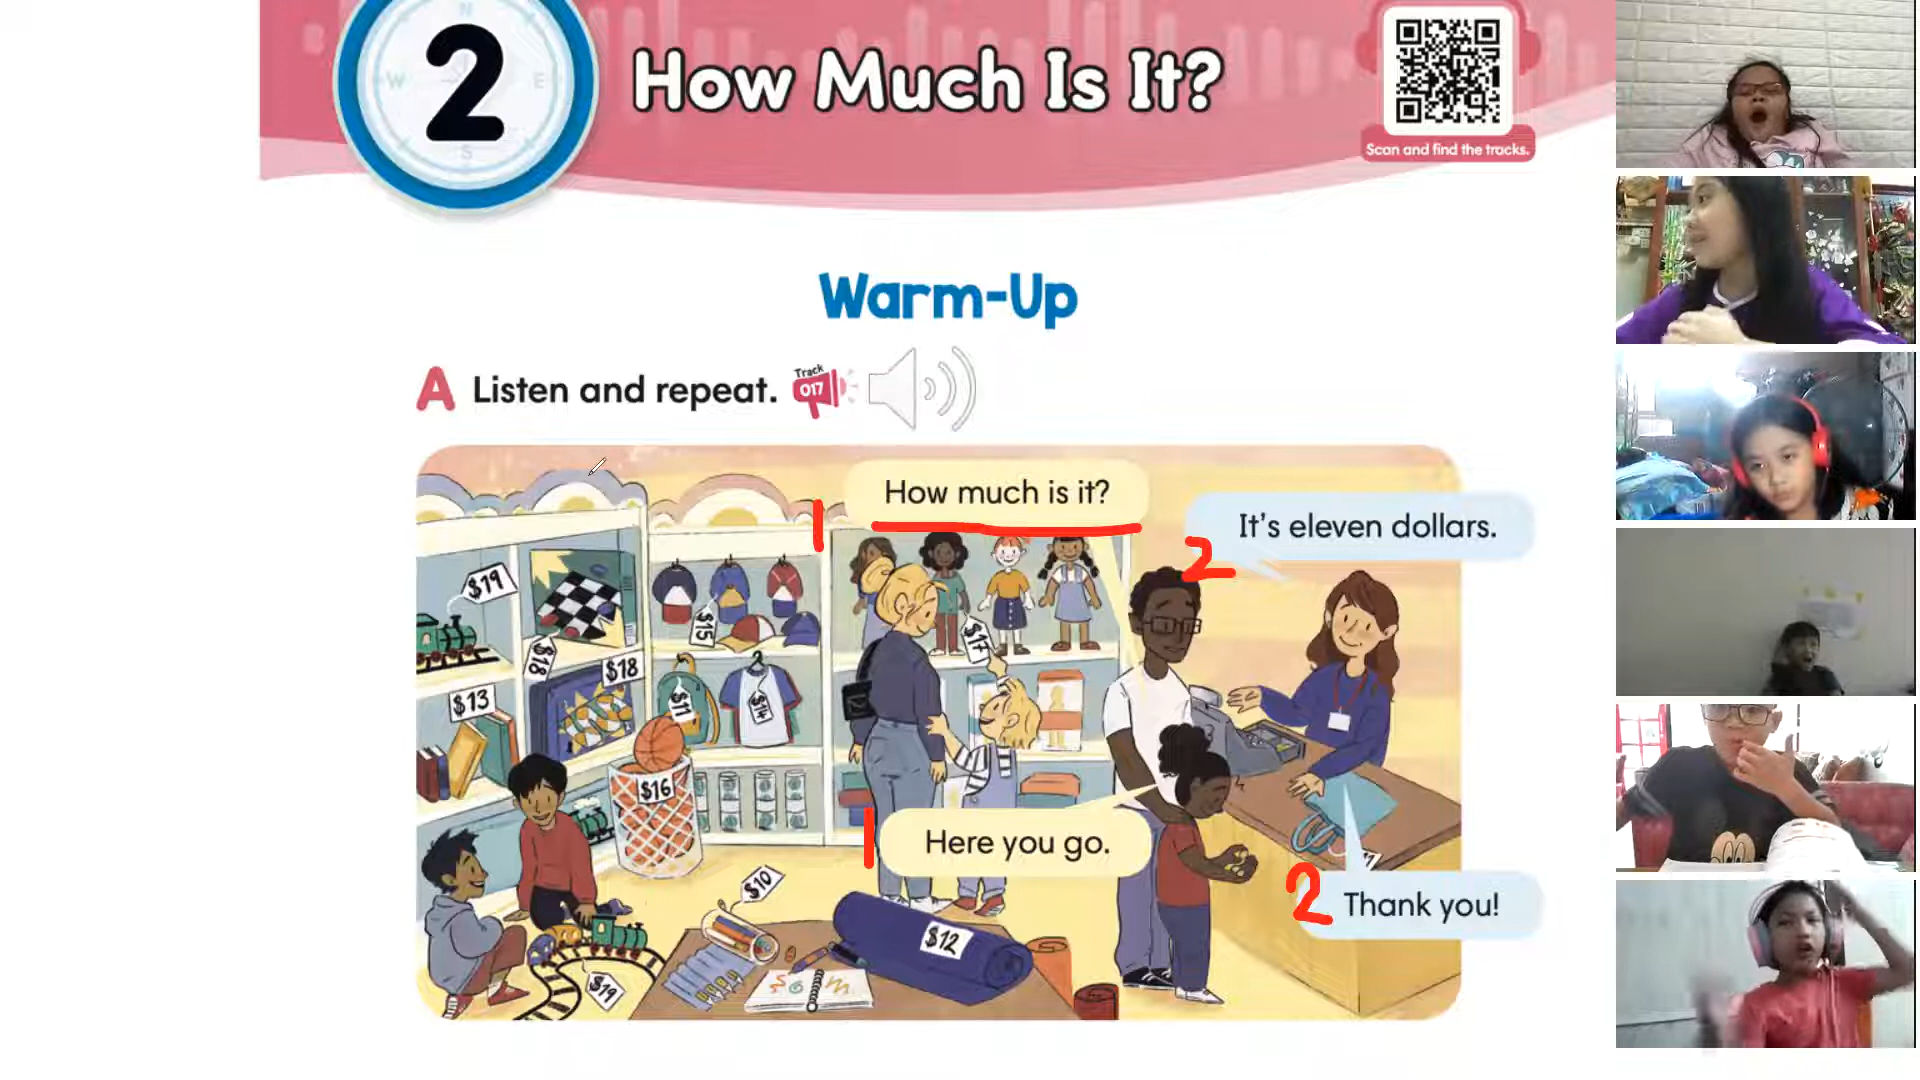 2
How Much Is It?
Scan and find the tracks.
Warm-Up
A Listen and repeat. Track 017
How much is it?
1
It's eleven dollars.
2
$19
$15
$17
$18
$18
$13
$11
$14
$16
Here you go.
1
$10
2 Thank you!
$12
$19